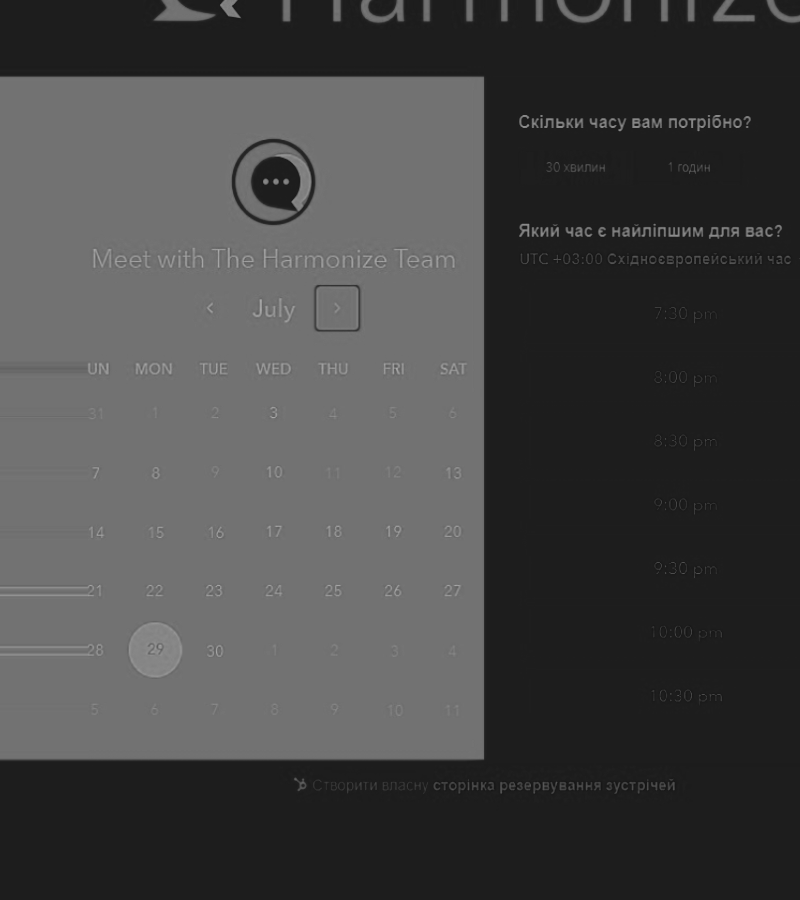 Harmonize
Meet with The Harmonize Team
July
UN MON TUE WED THU FRI SAT
31 1 2 3 4 5 6
7 8 9 10 11 12 13
14 15 16 17 18 19 20
21 22 23 24 25 26 27
28 29 30 1 2 3 4
5 6 7 8 9 10 11
Скільки часу вам потрібно?
30 хвилин 1 годин
Який час є найліпшим для вас?
UTC +03:00 Східноєвропейський час
7:30 pm
8:00 pm
8:30 pm
9:00 pm
9:30 pm
10:00 pm
10:30 pm
Створити власну сторінка резервування зустрічей